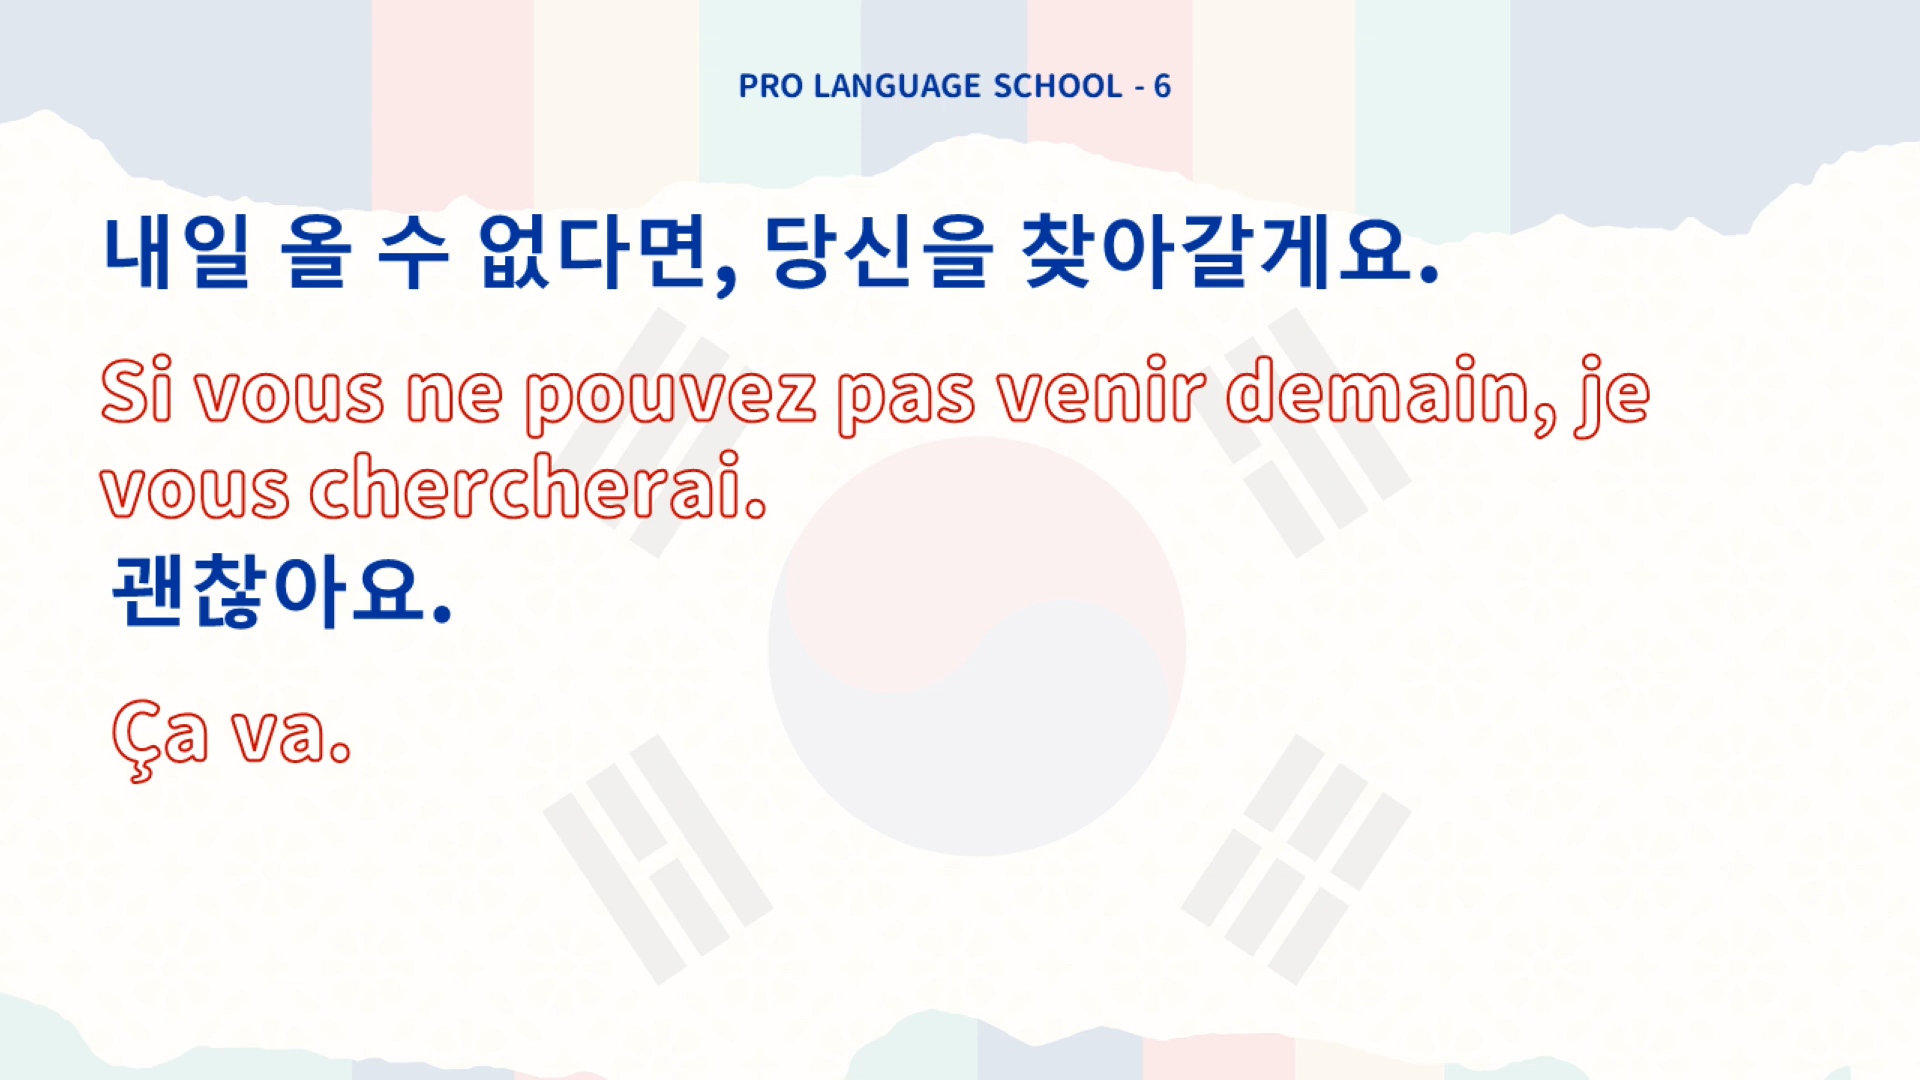 PRO LANGUAGE SCHOOL - 6
내일 올 수 없다면, 당신을 찾아갈게요.
Si vous ne pouvez pas venir demain, je
vous chercherai.
괜찮아요.
Ça va.